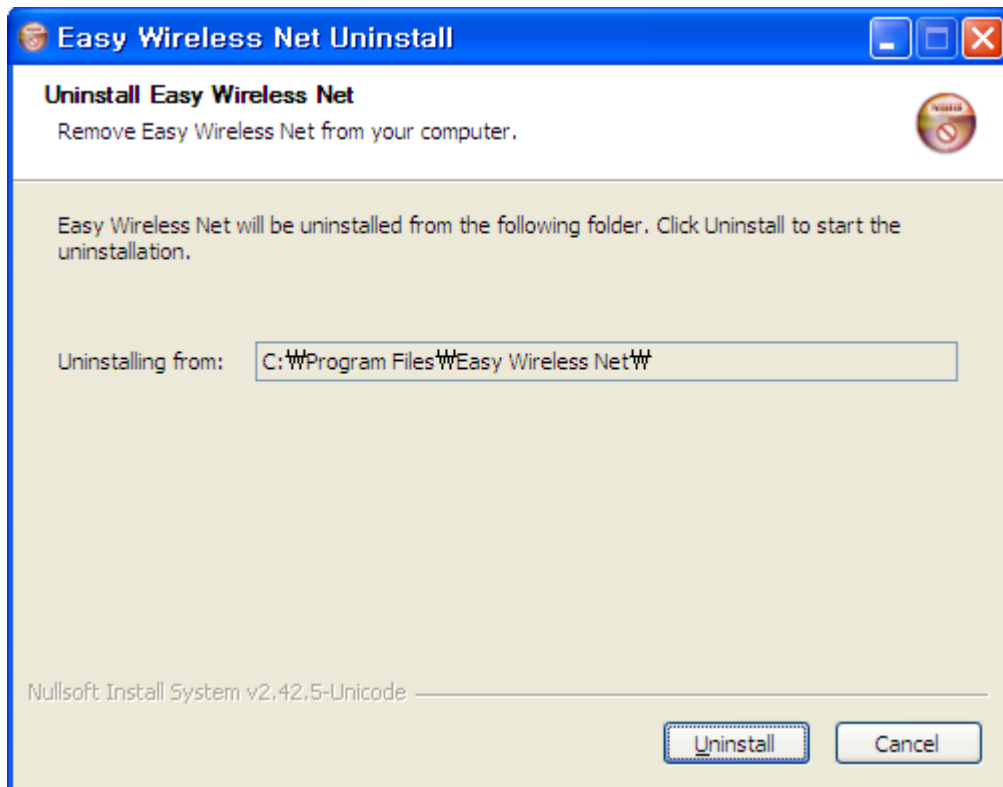 Easy Wireless Net Uninstall
Uninstall Easy Wireless Net
Remove Easy Wireless Net from your computer.
Easy Wireless Net will be uninstalled from the following folder. Click Uninstall to start the
uninstallation.
Uninstalling from: C:₩Program Files₩Easy Wireless Net₩
Nullsoft Install System v2.42.5-Unicode
Uninstall Cancel